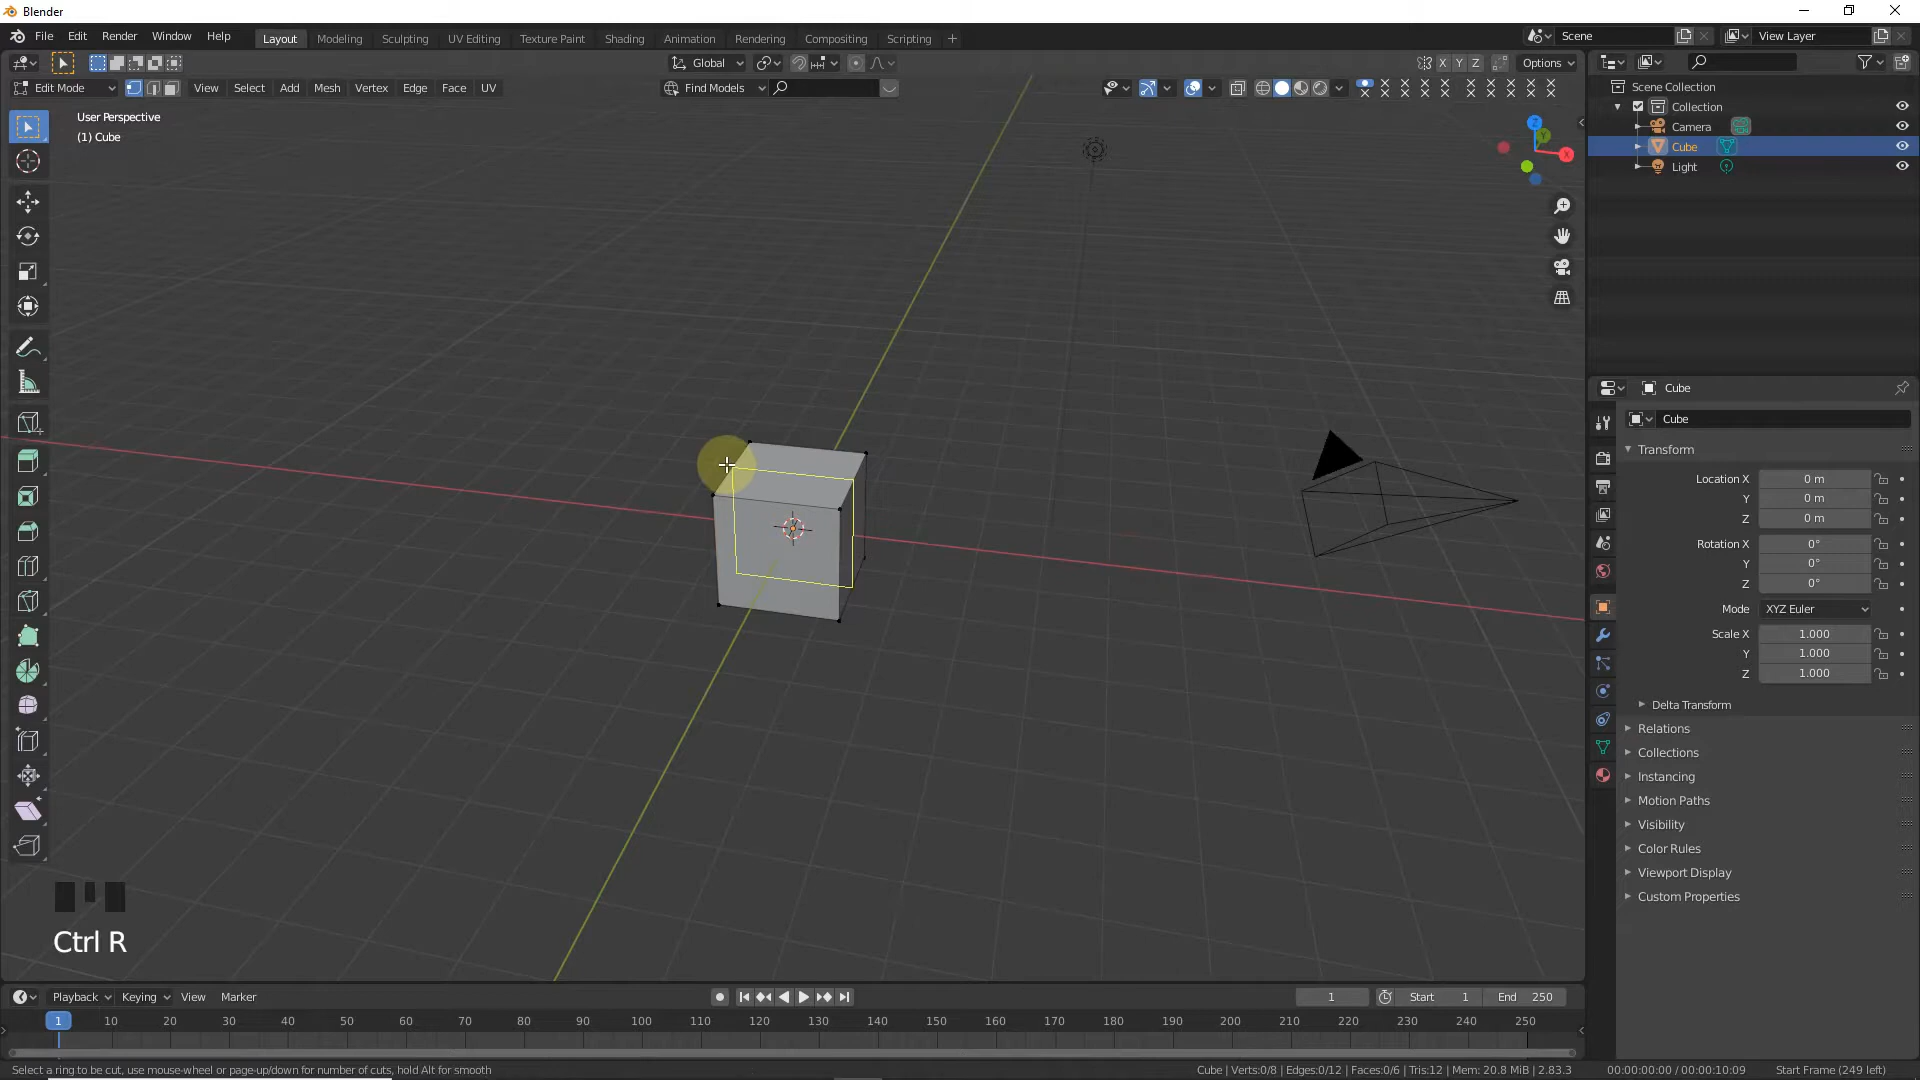 Blender
File Edit Render Window Help Layout Modeling Sculpting UV Editing Texture Paint Shading Animation Rendering Compositing Scripting + Scene View Layer
Global X Y Z Options
Edit Mode View Select Add Mesh Vertex Edge Face UV Find Models
User Perspective
(1) Cube
Z
Y
X
Scene Collection
Collection
Camera
Cube
Light
Cube
Cube
Transform
Location X 0 m
Y 0 m
Z 0 m
Rotation X 0°
Y 0°
Z 0°
Mode XYZ Euler
Scale X 1.000
Y 1.000
Z 1.000
Delta Transform
Relations
Collections
Instancing
Motion Paths
Visibility
Color Rules
Viewport Display
Custom Properties
Ctrl R
Playback Keying View Marker 1 Start 1 End 250
1 10 20 30 40 50 60 70 80 90 100 110 120 130 140 150 160 170 180 190 200 210 220 230 240 250
Select a ring to be cut, use mouse-wheel or page-up/down for number of cuts, hold Alt for smooth Cube | Verts:0/8 | Edges:0/12 | Faces:0/6 | Tris:12 | Mem: 20.8 MiB | 2.83.3 00:00:00:00 / 00:00:10:09 Start Frame (249 left)